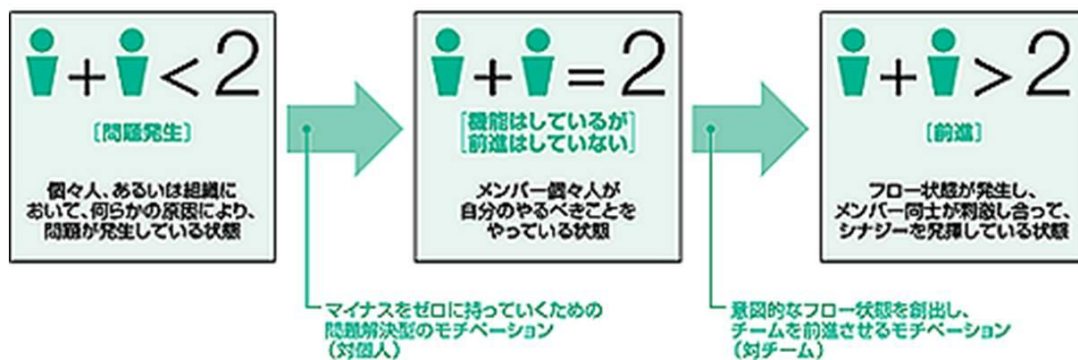 + < 2
[問題発生]
個々人、あるいは組織に
おいて、何らかの原因により、
問題が発生している状態
+ = 2
[機能はしているが
前進はしていない]
メンバー個々人が
自分のやるべきことを
やっている状態
+ > 2
[前進]
フロー状態が発生し、
メンバー同士が刺激し合って、
シナジーを発揮している状態
マイナスをゼロに持っていくための
問題解決型のモチベーション
(対個人)
意図的なフロー状態を創出し、
チームを前進させるモチベーション
(対チーム)